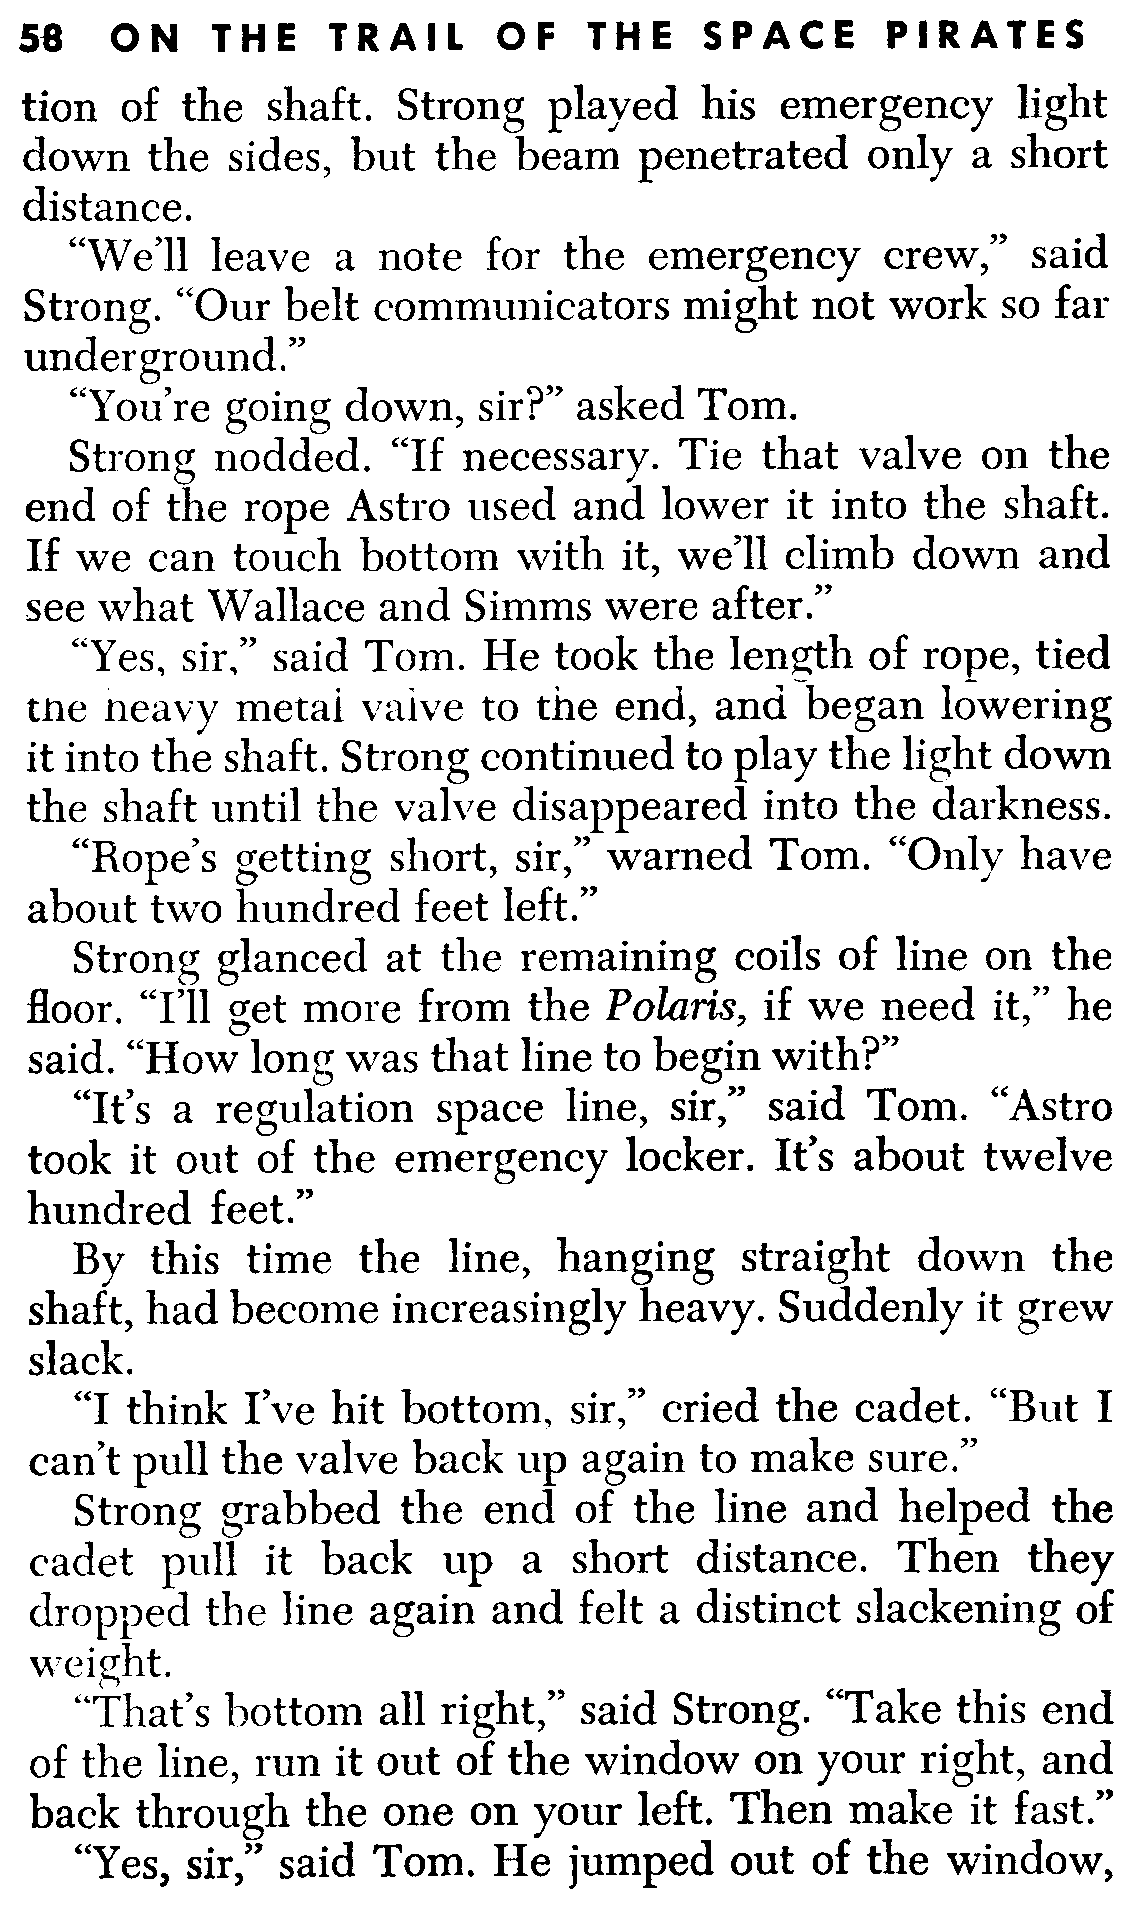 58 ON THE TRAIL OF THE SPACE PIRATES
tion of the shaft. Strong played his emergency light
down the sides, but the beam penetrated only a short
distance.
“We’ll leave a note for the emergency crew,” said
Strong. “Our belt communicators might not work so far
underground.”
“You’re going down, sir?” asked Tom.
Strong nodded. “If necessary. Tie that valve on the
end of the rope Astro used and lower it into the shaft.
If we can touch bottom with it, we’ll climb down and
see what Wallace and Simms were after.”
“Yes, sir,” said Tom. He took the length of rope, tied
the heavy metal valve to the end, and began lowering
it into the shaft. Strong continued to play the light down
the shaft until the valve disappeared into the darkness.
“Rope’s getting short, sir,” warned Tom. “Only have
about two hundred feet left.”
Strong glanced at the remaining coils of line on the
floor. “I’ll get more from the Polaris, if we need it,” he
said. “How long was that line to begin with?”
“It’s a regulation space line, sir,” said Tom. “Astro
took it out of the emergency locker. It’s about twelve
hundred feet.”
By this time the line, hanging straight down the
shaft, had become increasingly heavy. Suddenly it grew
slack.
“I think I’ve hit bottom, sir,” cried the cadet. “But I
can’t pull the valve back up again to make sure.”
Strong grabbed the end of the line and helped the
cadet pull it back up a short distance. Then they
dropped the line again and felt a distinct slackening of
weight.
“That’s bottom all right,” said Strong. “Take this end
of the line, run it out of the window on your right, and
back through the one on your left. Then make it fast.”
“Yes, sir,” said Tom. He jumped out of the window,